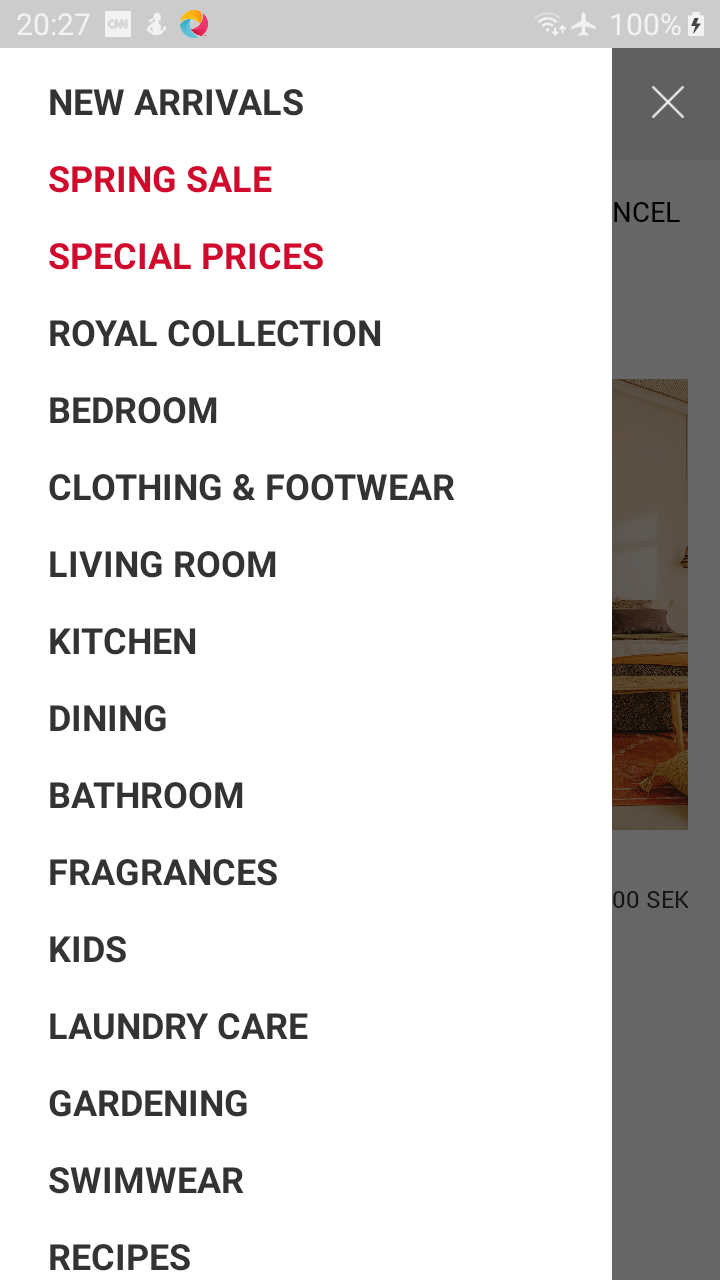 20:27 CNN 100%
NEW ARRIVALS
SPRING SALE
NCEL
SPECIAL PRICES
ROYAL COLLECTION
BEDROOM
CLOTHING & FOOTWEAR
LIVING ROOM
KITCHEN
DINING
BATHROOM
FRAGRANCES
00 SEK
KIDS
LAUNDRY CARE
GARDENING
SWIMWEAR
RECIPES